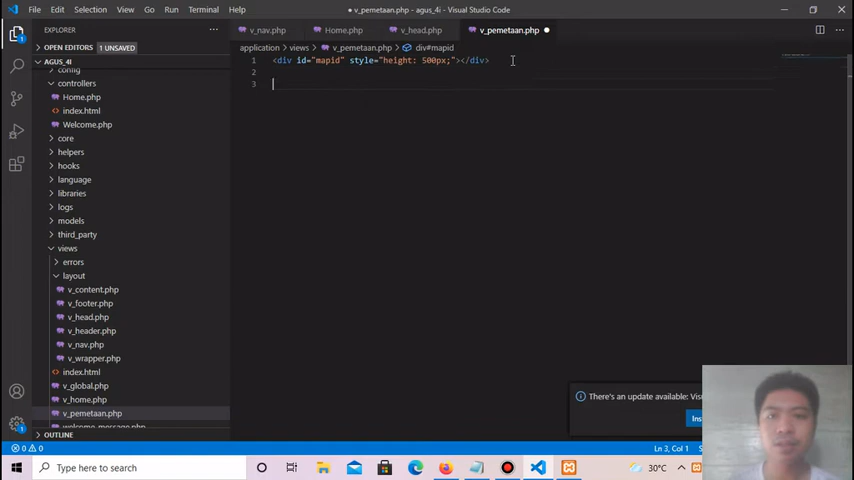 File Edit Selection View Go Run Terminal Help
● v_pemetaan.php - agus_4i - Visual Studio Code
EXPLORER
v_nav.php
Home.php
v_head.php
v_pemetaan.php
OPEN EDITORS 1 UNSAVED
application > views > v_pemetaan.php > div#mapid
AGUS_4I
1 <div id="mapid" style="height: 500px;"></div>
2
3
config
controllers
Home.php
index.html
Welcome.php
core
helpers
hooks
language
libraries
logs
models
third_party
views
errors
layout
v_content.php
v_footer.php
v_head.php
v_header.php
v_nav.php
v_wrapper.php
index.html
v_global.php
v_home.php
v_pemetaan.php
welcome_message.php
OUTLINE
There's an update available:
0 0
Ln 3, Col 1
Type here to search
30°C